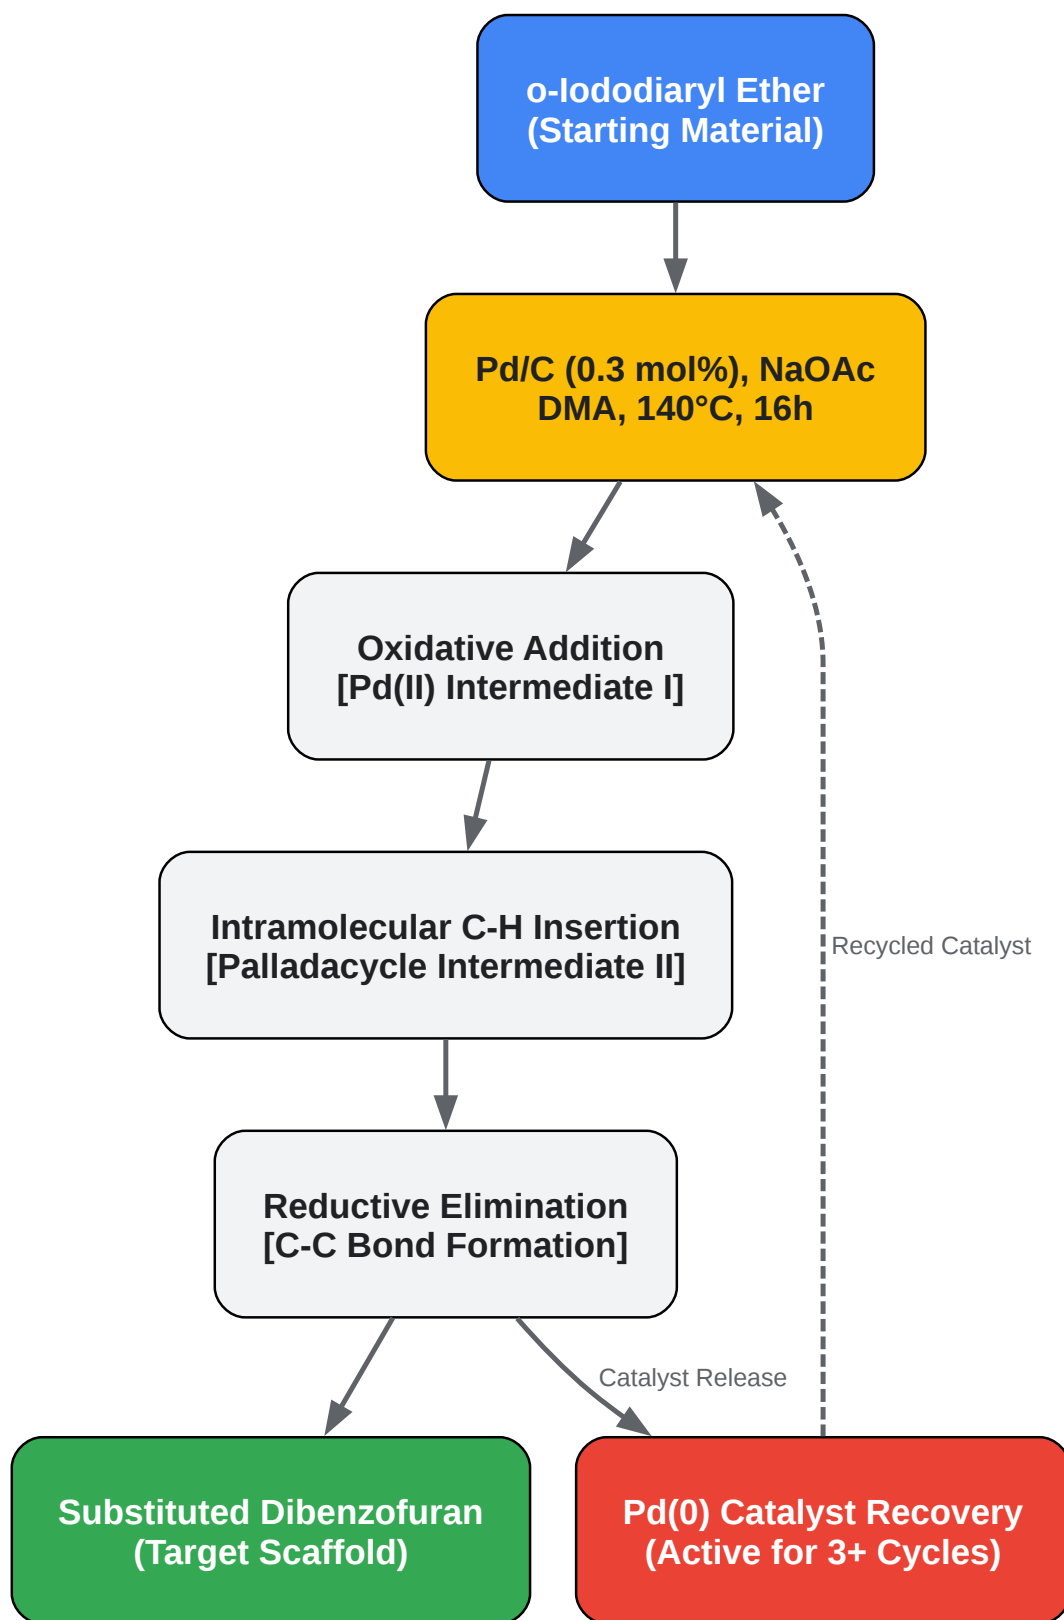 o-Iododiaryl Ether
(Starting Material)
Pd/C (0.3 mol%), NaOAc
DMA, 140°C, 16h
Oxidative Addition
[Pd(II) Intermediate I]
Intramolecular C-H Insertion
[Palladacycle Intermediate II]
Recycled Catalyst
Reductive Elimination
[C-C Bond Formation]
Catalyst Release
Substituted Dibenzofuran
(Target Scaffold)
Pd(0) Catalyst Recovery
(Active for 3+ Cycles)